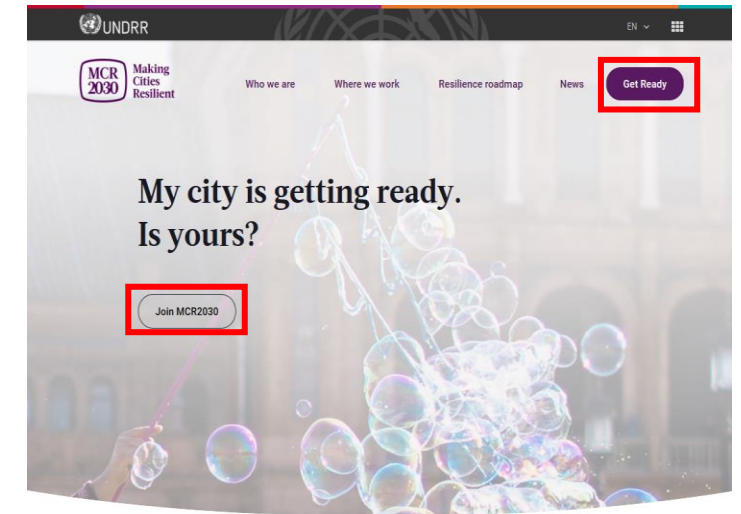 UNDRR
EN
MCR
2030
Making
Cities
Resilient
Who we are
Where we work
Resilience roadmap
News
Get Ready
My city is getting ready.
Is yours?
Join MCR2030